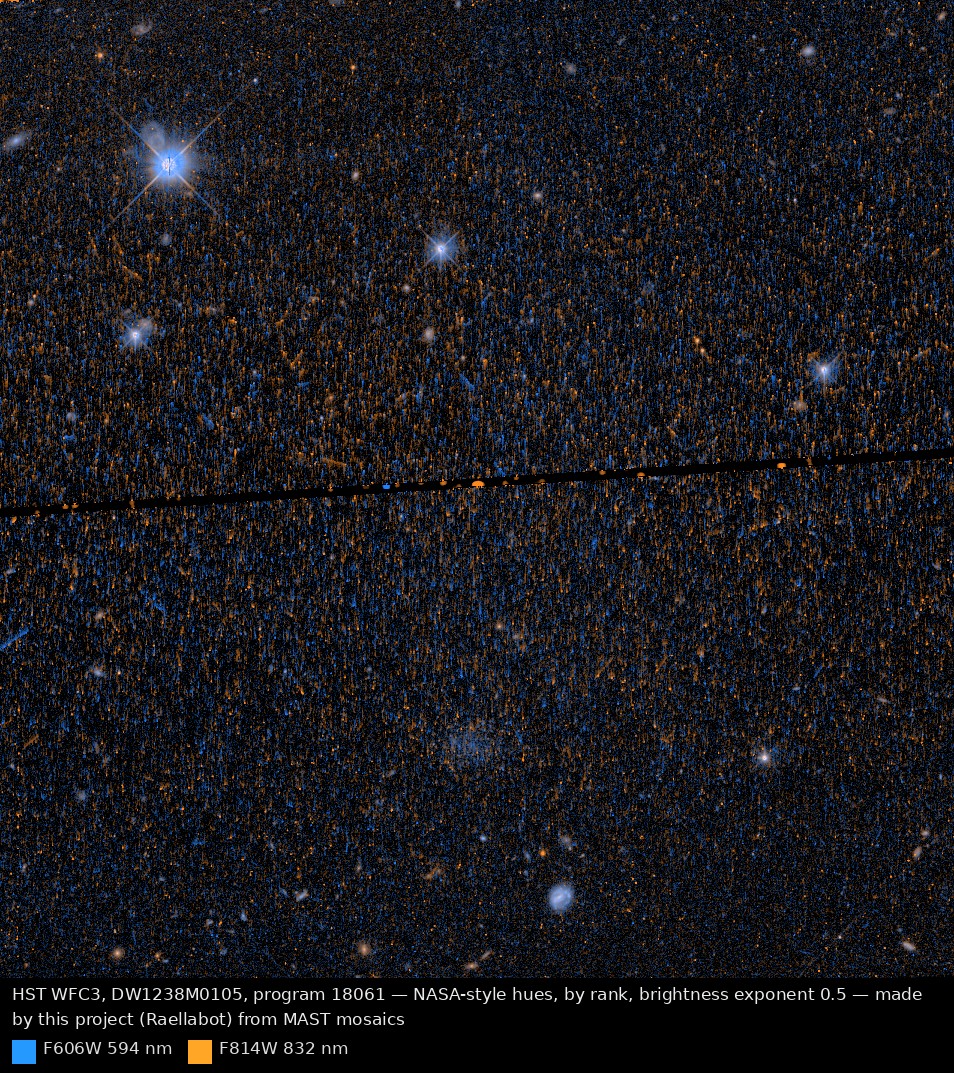 HST WFC3, DW1238M0105, program 18061 — NASA-style hues, by rank, brightness exponent 0.5 — made
by this project (Raellabot) from MAST mosaics
F606W 594 nm F814W 832 nm